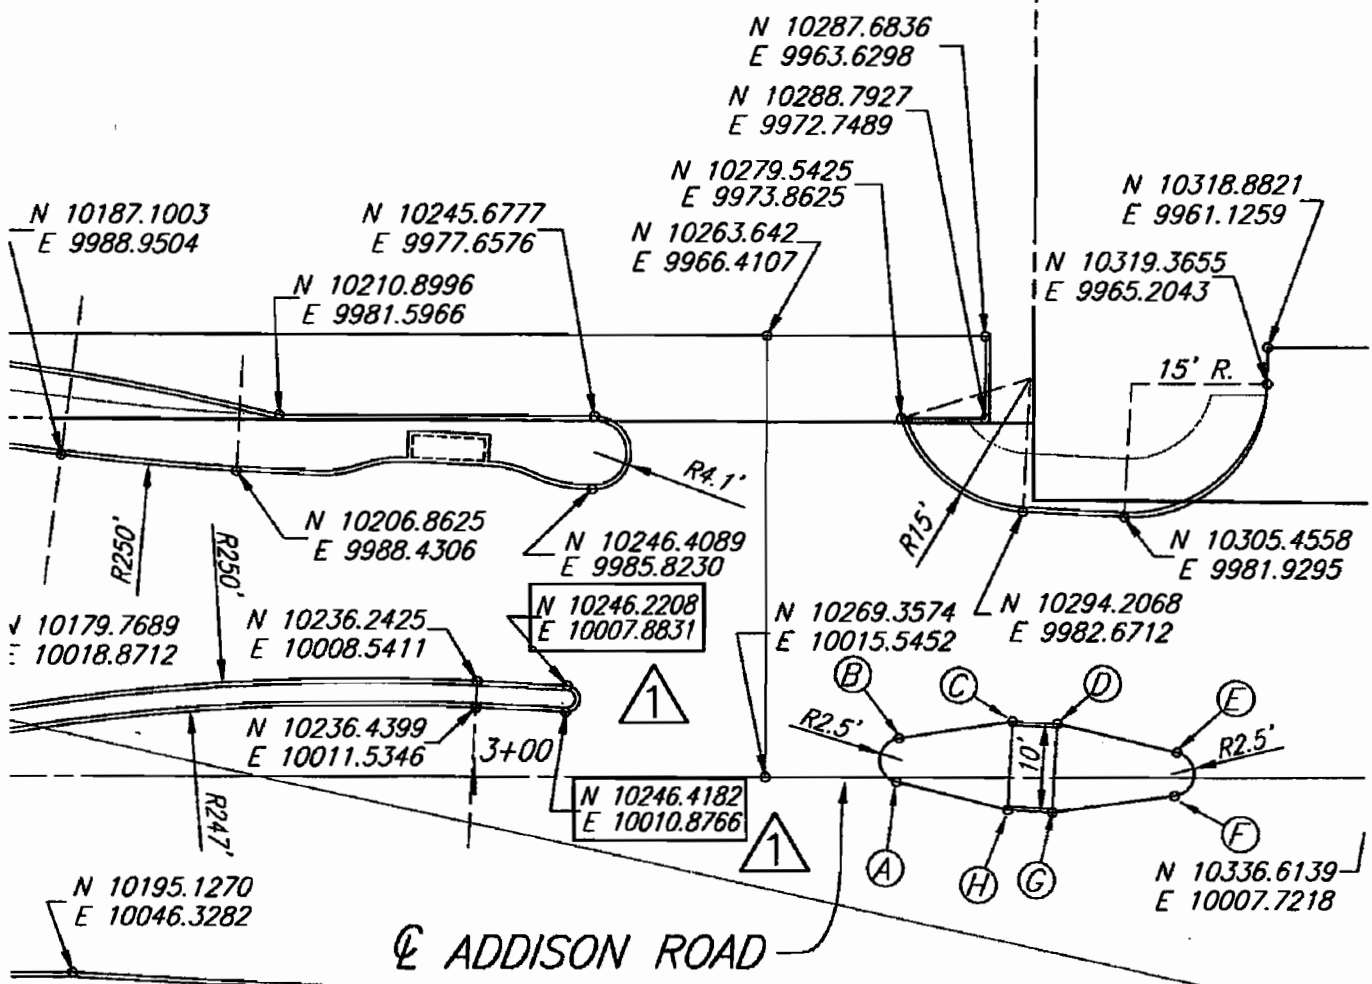 N 10287.6836
E 9963.6298
N 10288.7927
E 9972.7489
N 10279.5425
E 9973.8625
N 10318.8821
E 9961.1259
N 10187.1003
E 9988.9504
N 10245.6777
E 9977.6576
N 10263.642
E 9966.4107
N 10319.3655
E 9965.2043
N 10210.8996
E 9981.5966
15' R.
R4.1'
R15'
N 10206.8625
E 9988.4306
R250'
R250'
N 10246.4089
E 9985.8230
N 10305.4558
E 9981.9295
N 10246.2208
E 10007.8831
N 10294.2068
E 9982.6712
N 10179.7689
E 10018.8712
N 10236.2425
E 10008.5411
N 10269.3574
E 10015.5452
1
B
C
D
E
R2.5'
R2.5'
10'
N 10236.4399
E 10011.5346
3+00
R247'
N 10246.4182
E 10010.8766
1
A
H
G
F
N 10336.6139
E 10007.7218
N 10195.1270
E 10046.3282
℄ ADDISON ROAD